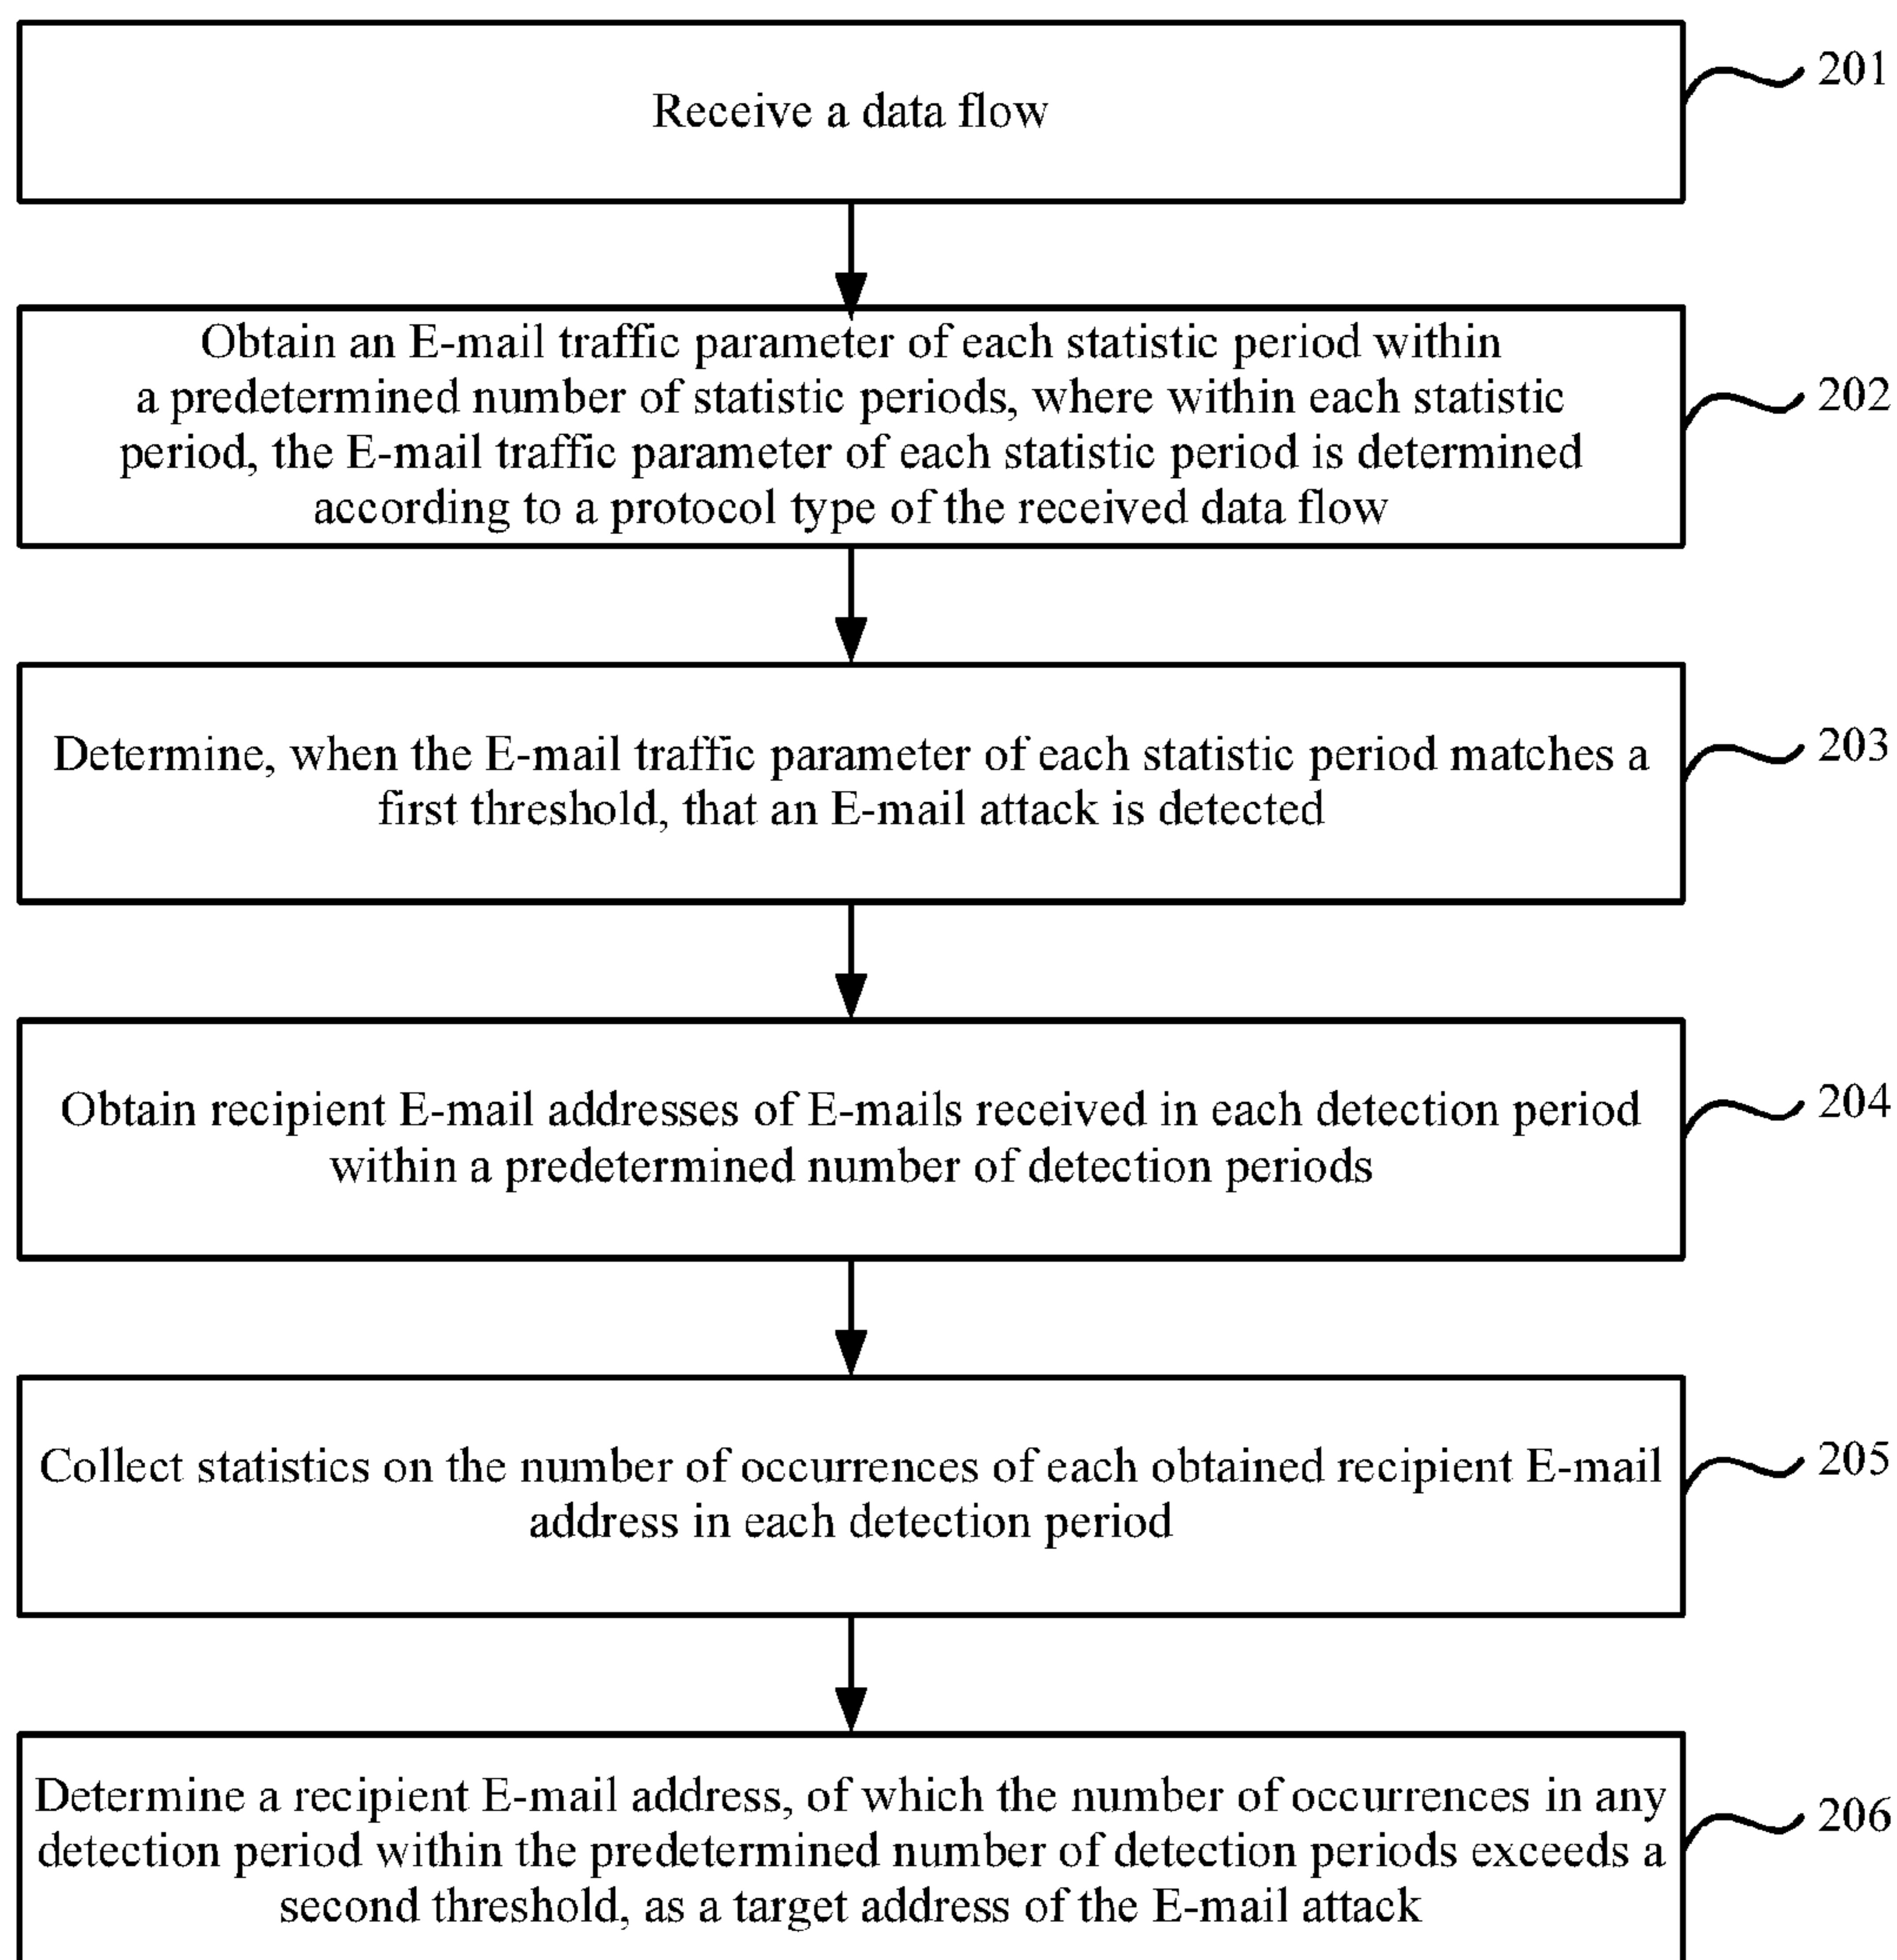 Receive a data flow
201
Obtain an E-mail traffic parameter of each statistic period within
a predetermined number of statistic periods, where within each statistic
period, the E-mail traffic parameter of each statistic period is determined
according to a protocol type of the received data flow
202
Determine, when the E-mail traffic parameter of each statistic period matches a
first threshold, that an E-mail attack is detected
203
Obtain recipient E-mail addresses of E-mails received in each detection period
within a predetermined number of detection periods
204
Collect statistics on the number of occurrences of each obtained recipient E-mail
address in each detection period
205
Determine a recipient E-mail address, of which the number of occurrences in any
detection period within the predetermined number of detection periods exceeds a
second threshold, as a target address of the E-mail attack
206